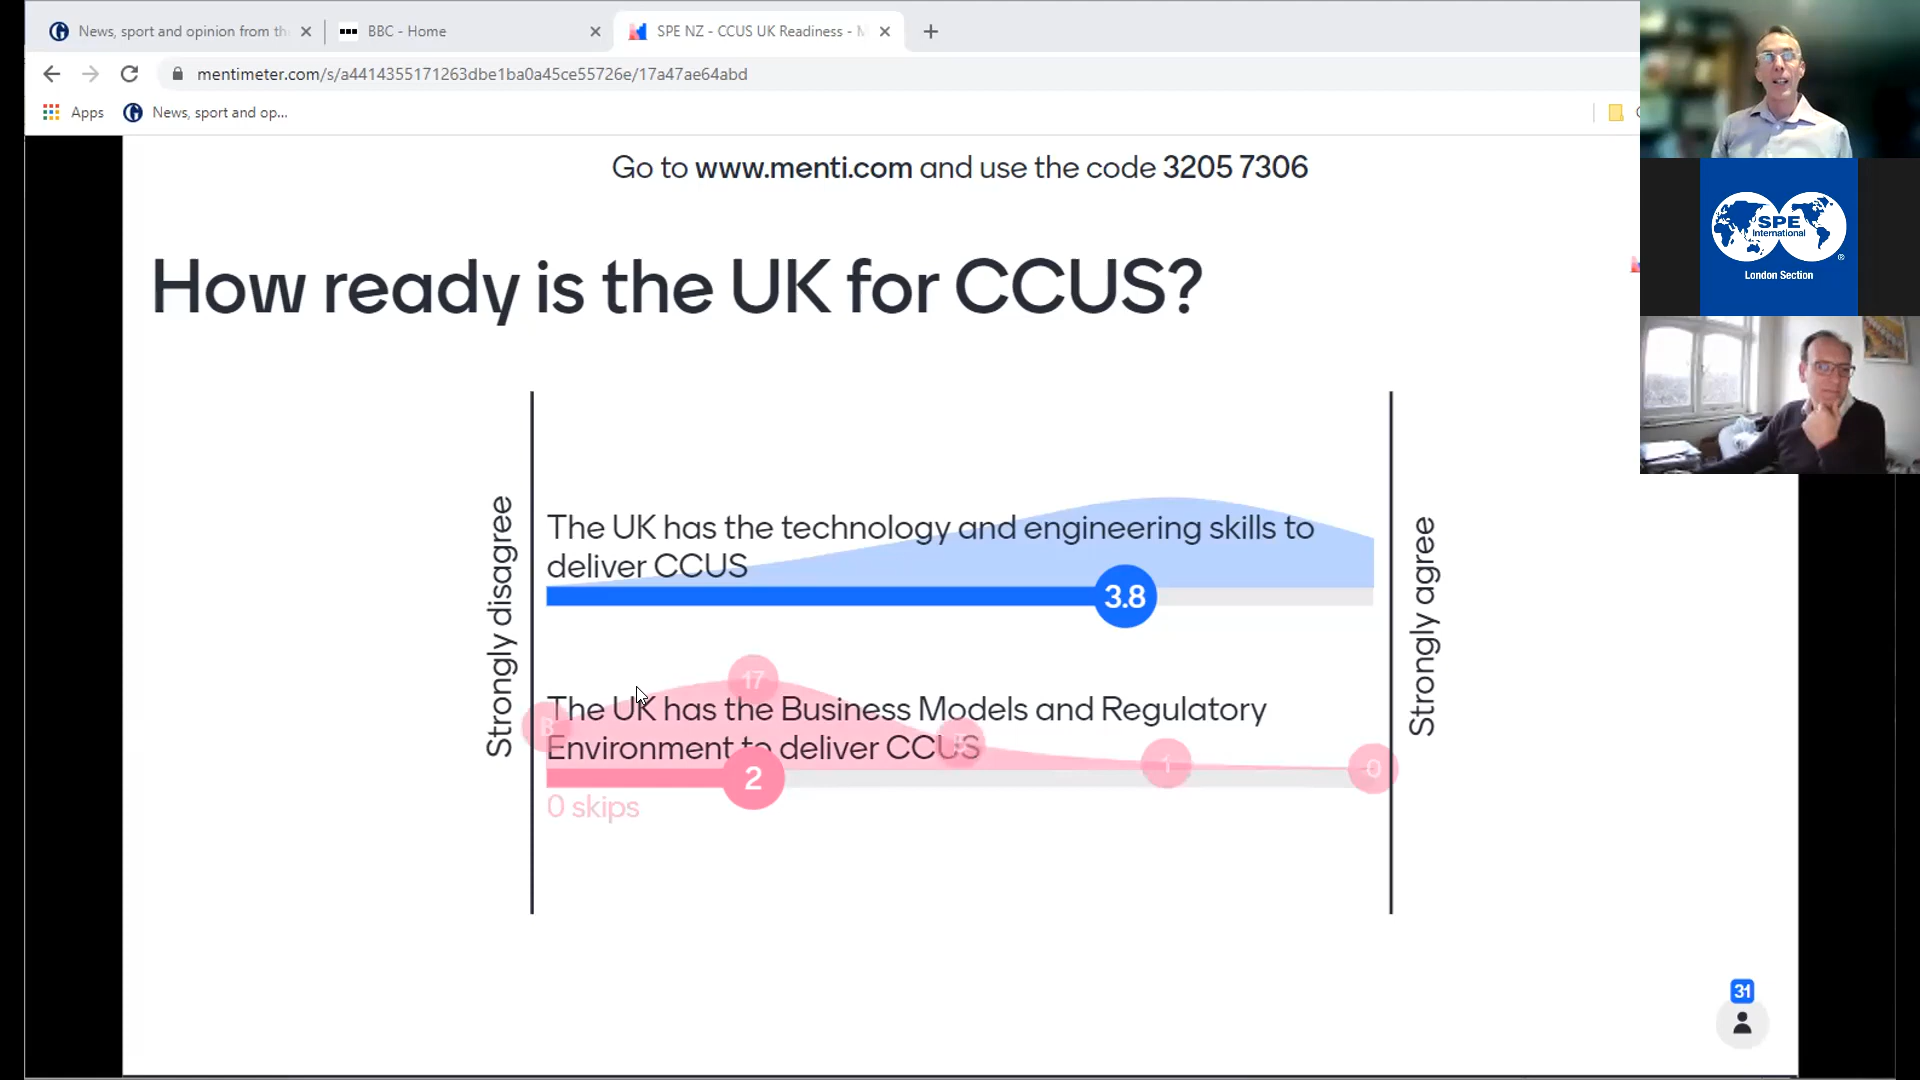 News, sport and opinion from th
BBC - Home
SPE NZ - CCUS UK Readiness - M
mentimeter.com/s/a4414355171263dbe1ba0a45ce55726e/17a47ae64abd
Apps
News, sport and op...
Go to www.menti.com and use the code 3205 7306
SPE
International
®
London Section
How ready is the UK for CCUS?
Strongly disagree
The UK has the technology and engineering skills to
deliver CCUS
3.8
17
The UK has the Business Models and Regulatory
Environment to deliver CCUS
1
0
2
0 skips
Strongly agree
31